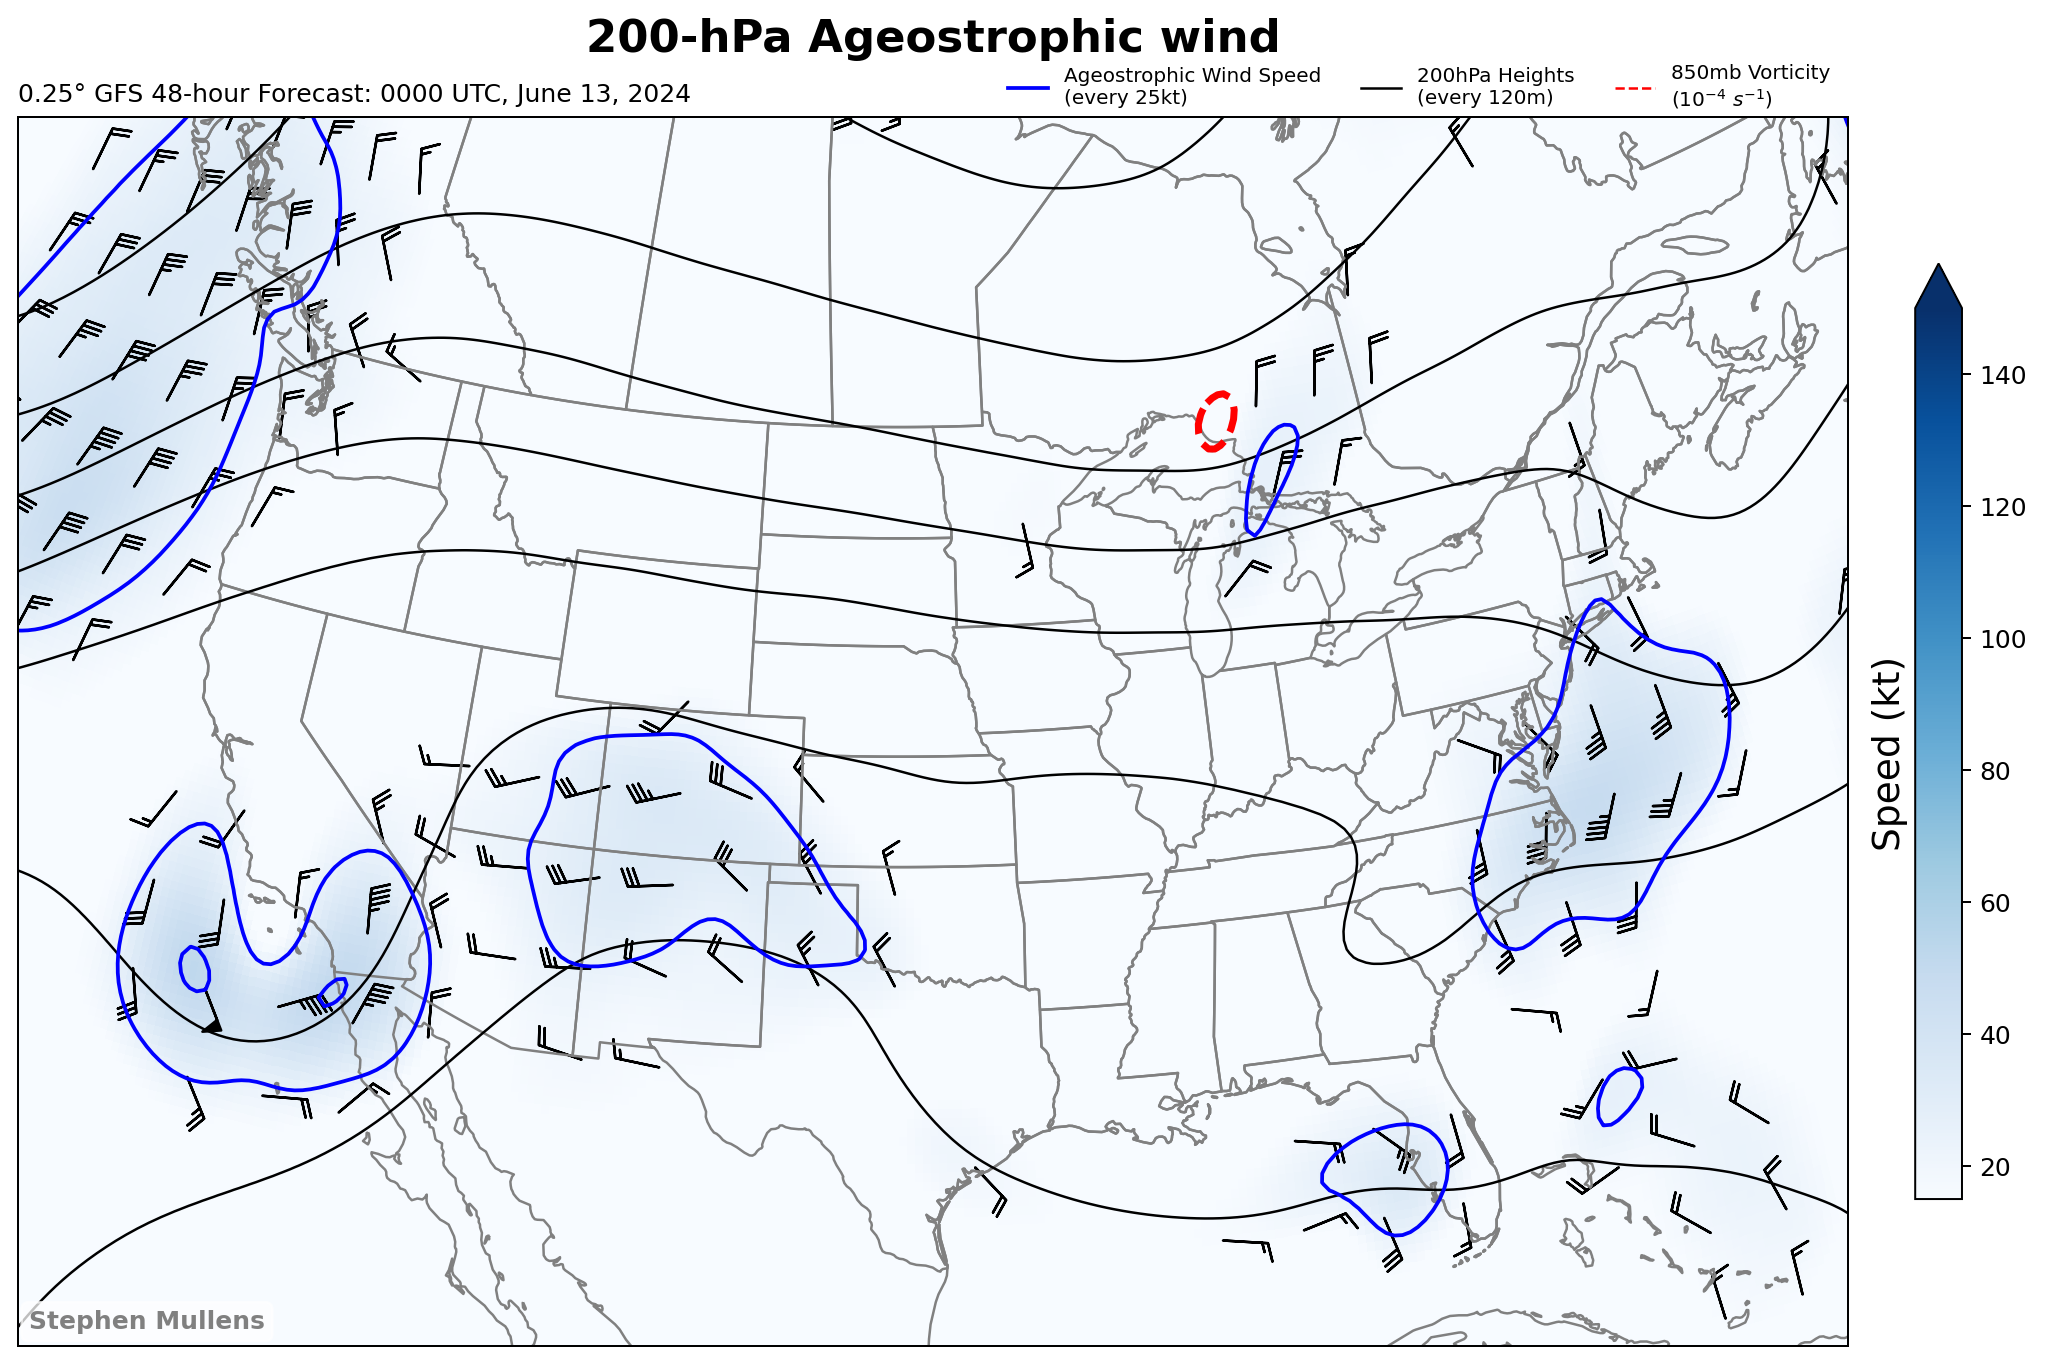 200-hPa Ageostrophic wind
0.25° GFS 48-hour Forecast: 0000 UTC, June 13, 2024
Ageostrophic Wind Speed
(every 25kt)
200hPa Heights
(every 120m)
850mb Vorticity
(10⁻⁴ s⁻¹)
140
120
100
80
60
40
20
Speed (kt)
Stephen Mullens